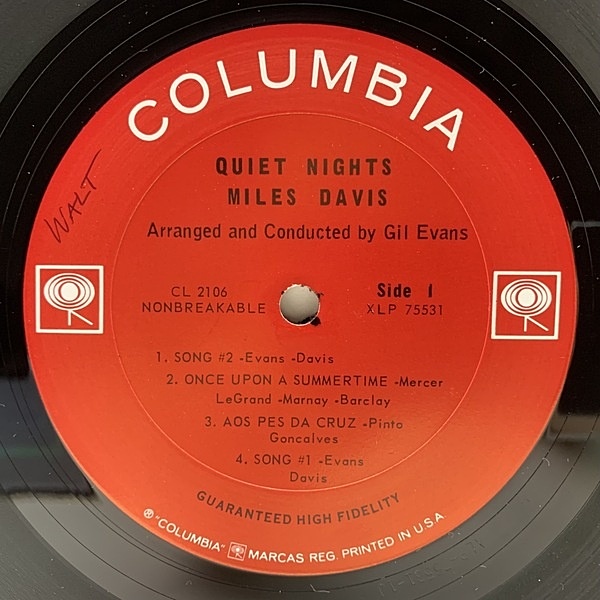 COLUMBIA
WALT
QUIET NIGHTS
MILES DAVIS
Arranged and Conducted by Gil Evans
CL 2106
NONBREAKABLE
Side 1
XLP 75531
1. SONG #2 -Evans -Davis
2. ONCE UPON A SUMMERTIME -Mercer
LeGrand -Marnay -Barclay
3. AOS PES DA CRUZ -Pinto
Goncalves
4. SONG #1 -Evans
Davis
GUARANTEED HIGH FIDELITY
® "COLUMBIA" MARCAS REG. PRINTED IN U.S.A.